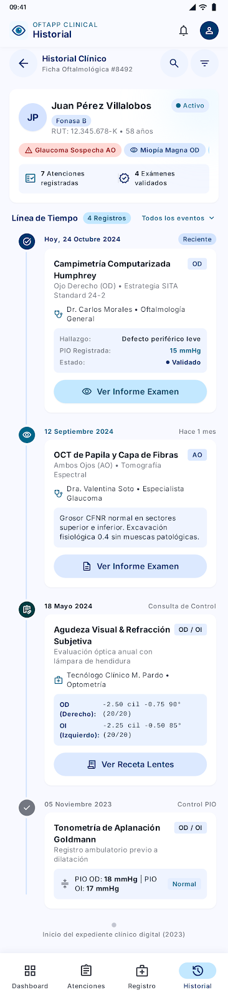 09:41
OFTAPP CLINICAL
Historial
Historial Clínico
Ficha Oftalmológica #8492
JP
Juan Pérez Villalobos
Activo
Fonasa B
RUT: 12.345.678-K • 58 años
Glaucoma Sospecha AO
Miopía Magna OD
7 Atenciones
registradas
4 Exámenes
validados
Línea de Tiempo
4 Registros
Todos los eventos
Hoy, 24 Octubre 2024
Reciente
Campimetría Computarizada
Humphrey
OD
Ojo Derecho (OD) • Estrategia SITA
Standard 24-2
Dr. Carlos Morales • Oftalmología
General
Hallazgo: Defecto periférico leve
PIO Registrada: 15 mmHg
Estado: • Validado
Ver Informe Examen
12 Septiembre 2024
Hace 1 mes
OCT de Papila y Capa de Fibras
AO
Ambos Ojos (AO) • Tomografía
Espectral
Dra. Valentina Soto • Especialista
Glaucoma
Grosor CFNR normal en sectores
superior e inferior. Excavación
fisiológica 0.4 sin muescas patológicas.
Ver Informe Examen
18 Mayo 2024
Consulta de Control
Agudeza Visual & Refracción
Subjetiva
OD / OI
Evaluación óptica anual con
lámpara de hendidura
Tecnólogo Clínico M. Pardo •
Optometría
OD
(Derecho):
-2.50 cil -0.75 90°
(20/20)
OI
(Izquierdo):
-2.25 cil -0.50 85°
(20/20)
Ver Receta Lentes
05 Noviembre 2023
Control PIO
Tonometría de Aplanación
Goldmann
OD / OI
Registro ambulatorio previo a
dilatación
PIO OD: 18 mmHg | PIO
OI: 17 mmHg
Normal
Inicio del expediente clínico digital (2023)
Dashboard
Atenciones
Registro
Historial